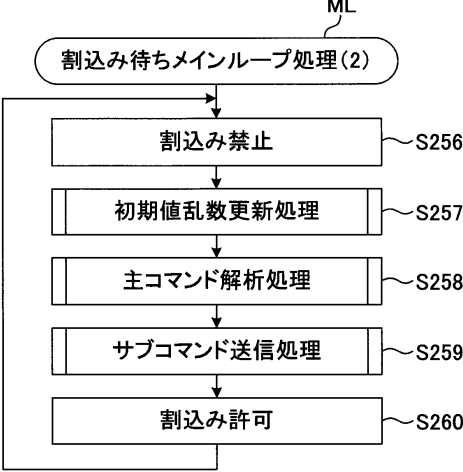 ML
割込み待ちメインループ処理(2)
割込み禁止
S256
初期値乱数更新処理
S257
主コマンド解析処理
S258
サブコマンド送信処理
S259
割込み許可
S260